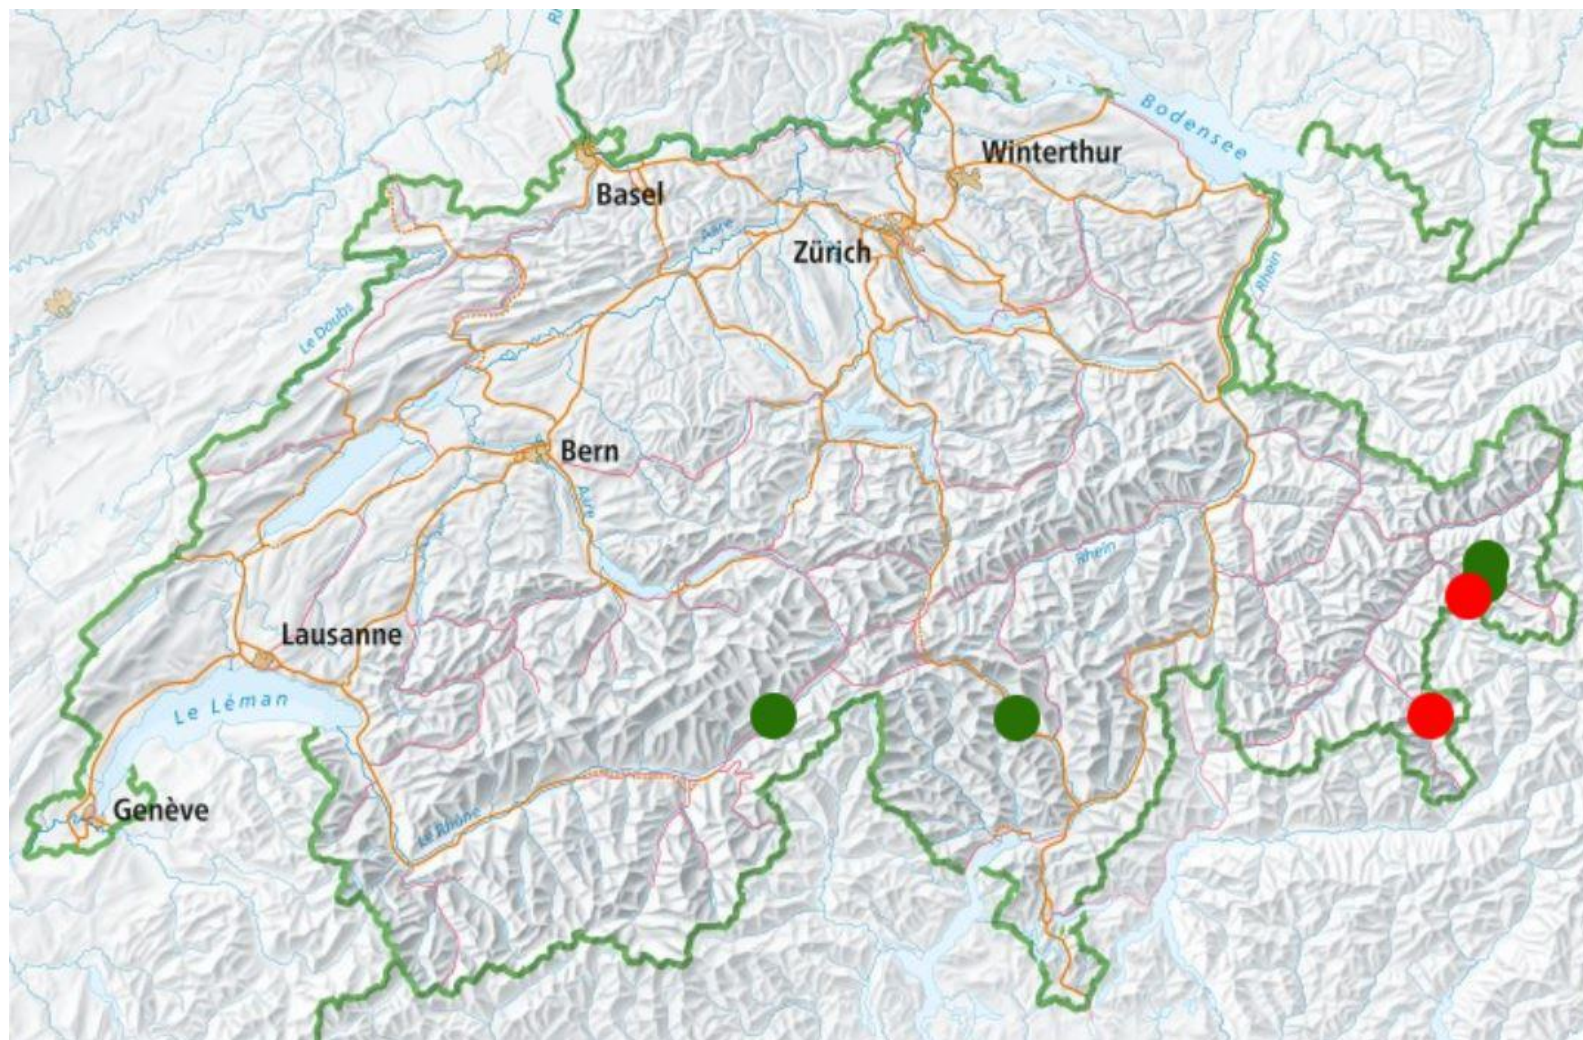 Bodensee
Winterthur
Basel
Aare
Zürich
Rhein
Le Doubs
Bern
Aare
Rhein
Lausanne
Le Léman
Genève
Le Rhône